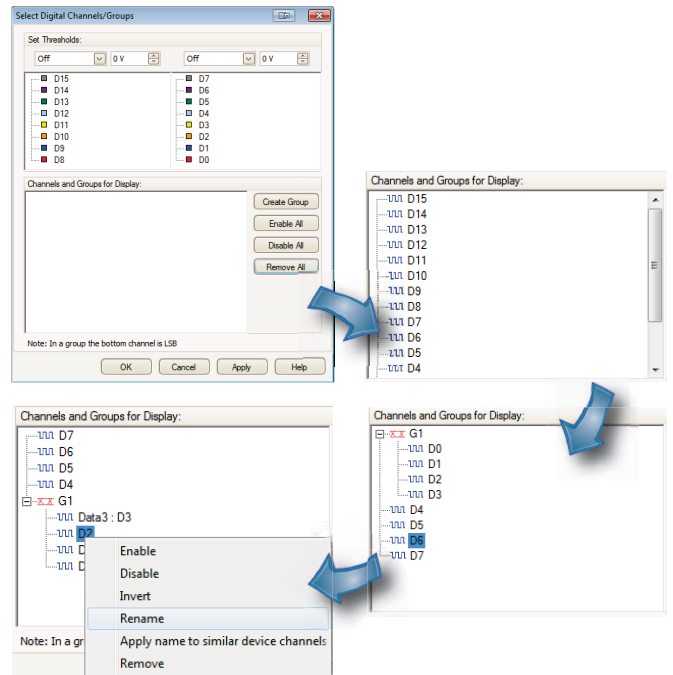 Select Digital Channels/Groups
Set Thresholds:
Off 0 V Off 0 V
D15 D7
D14 D6
D13 D5
D12 D4
D11 D3
D10 D2
D9 D1
D8 D0
Channels and Groups for Display:
Create Group
Enable All
Disable All
Remove All
Note: In a group the bottom channel is LSB
OK Cancel Apply Help
Channels and Groups for Display:
D15
D14
D13
D12
D11
D10
D9
D8
D7
D6
D5
D4
Channels and Groups for Display:
G1
D0
D1
D2
D3
D4
D5
D6
D7
Channels and Groups for Display:
D7
D6
D5
D4
G1
Data3 : D3
D2
D
D
Enable
Disable
Invert
Rename
Apply name to similar device channels
Remove
Note: In a gr